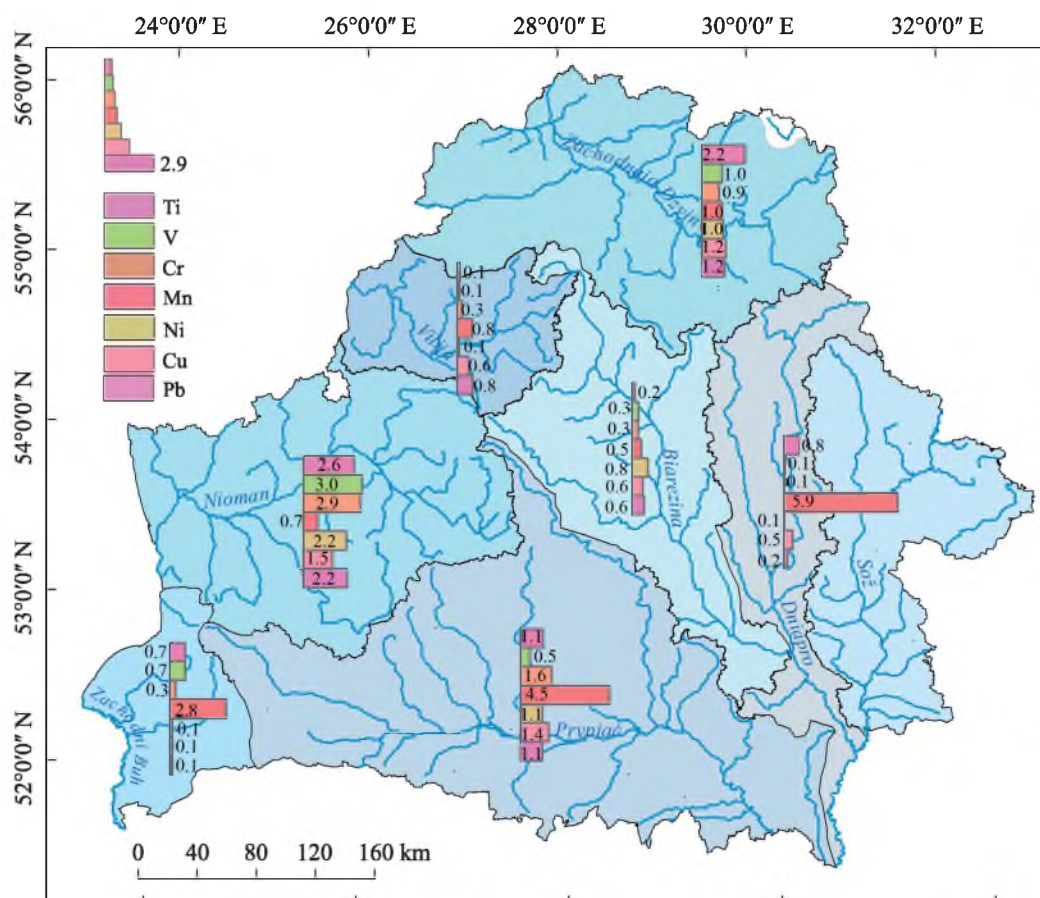 24°0′0″ E 26°0′0″ E 28°0′0″ E 30°0′0″ E 32°0′0″ E
56°0′0″ N
55°0′0″ N
54°0′0″ N
53°0′0″ N
52°0′0″ N
2.9
Ti
V
Cr
Mn
Ni
Cu
Pb
Zachodniaja Dzvina
2.2
1.0
0.9
1.0
1.0
1.2
1.2
0.1
0.1
0.3
0.8
0.1
0.6
0.8
0.2
0.3
0.3
0.5
0.8
0.6
0.6
Biarezina
0.8
0.1
0.1
5.9
0.1
0.5
0.2
Sož
Dniapro
Nioman
2.6
3.0
2.9
0.7
2.2
1.5
2.2
Zachodni Buh
0.7
0.7
0.3
2.8
0.1
0.1
0.1
1.1
0.5
1.6
4.5
1.1
1.4
1.1
Prypiać
0 40 80 120 160 km